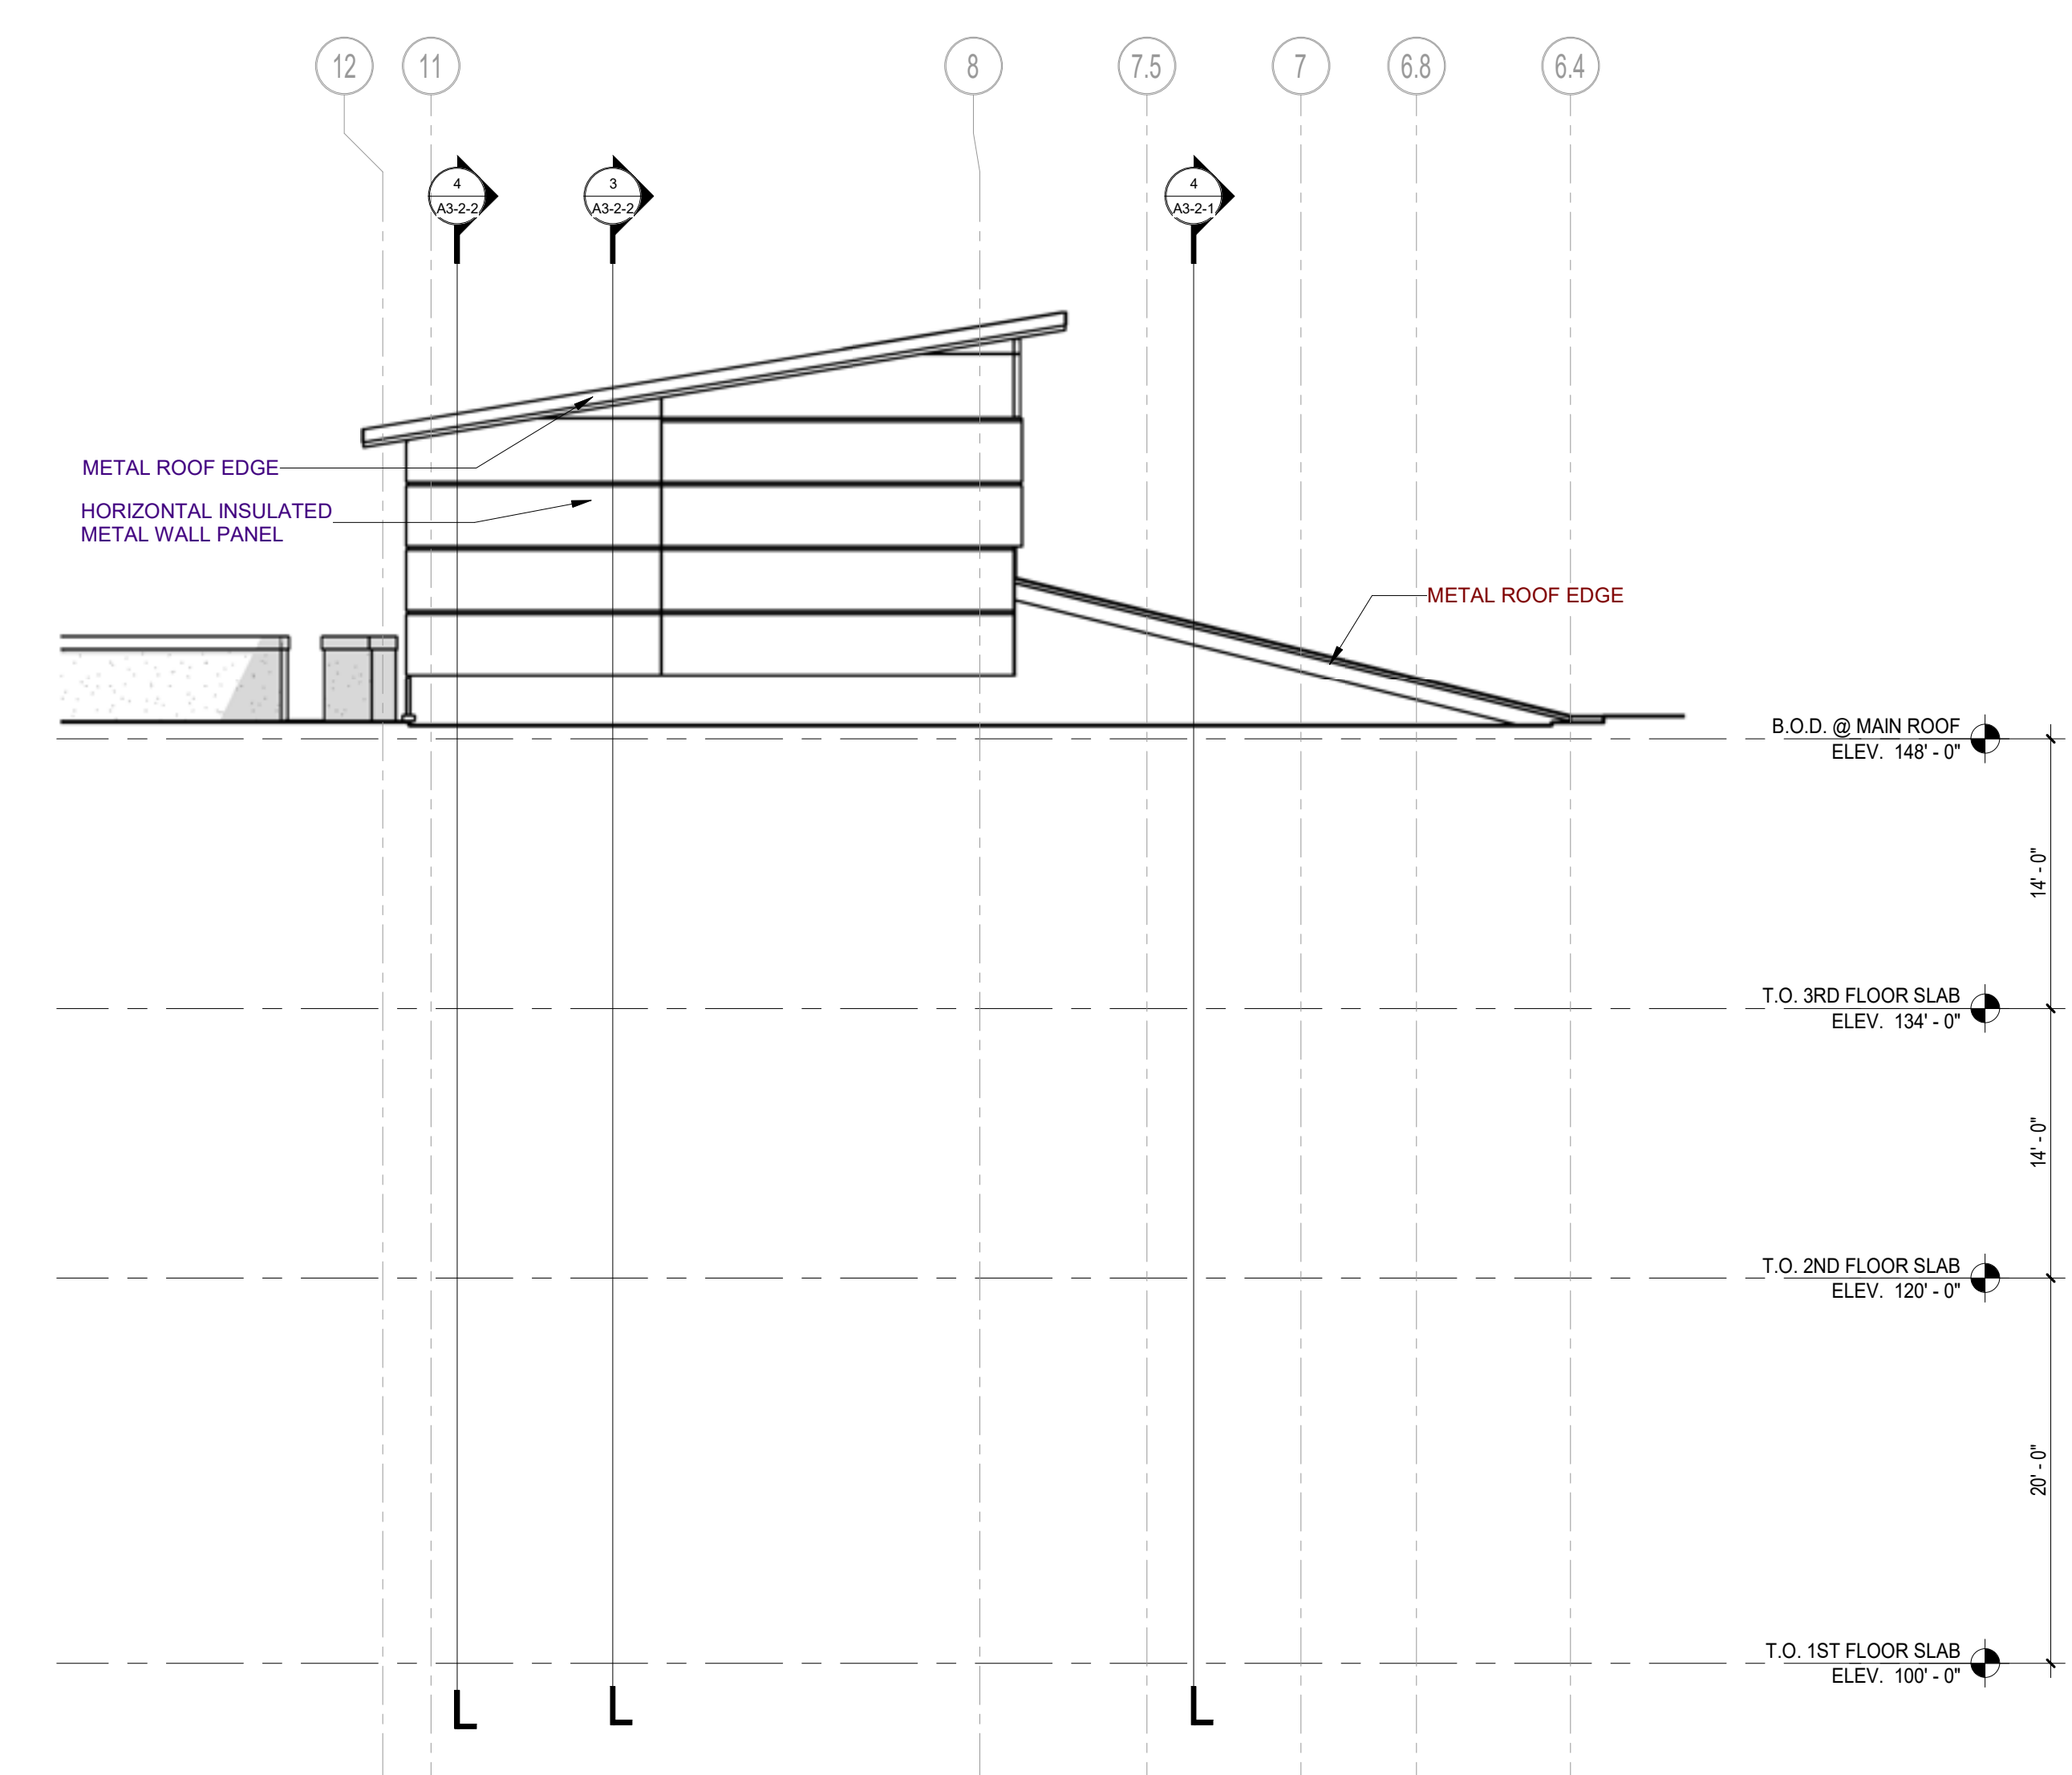 12
11
8
7.5
7
6.8
6.4
4
A3-2-2
3
A3-2-2
4
A3-2-1
METAL ROOF EDGE
HORIZONTAL INSULATED
METAL WALL PANEL
METAL ROOF EDGE
B.O.D. @ MAIN ROOF
ELEV. 148' - 0"
14' - 0"
T.O. 3RD FLOOR SLAB
ELEV. 134' - 0"
14' - 0"
T.O. 2ND FLOOR SLAB
ELEV. 120' - 0"
20' - 0"
T.O. 1ST FLOOR SLAB
ELEV. 100' - 0"